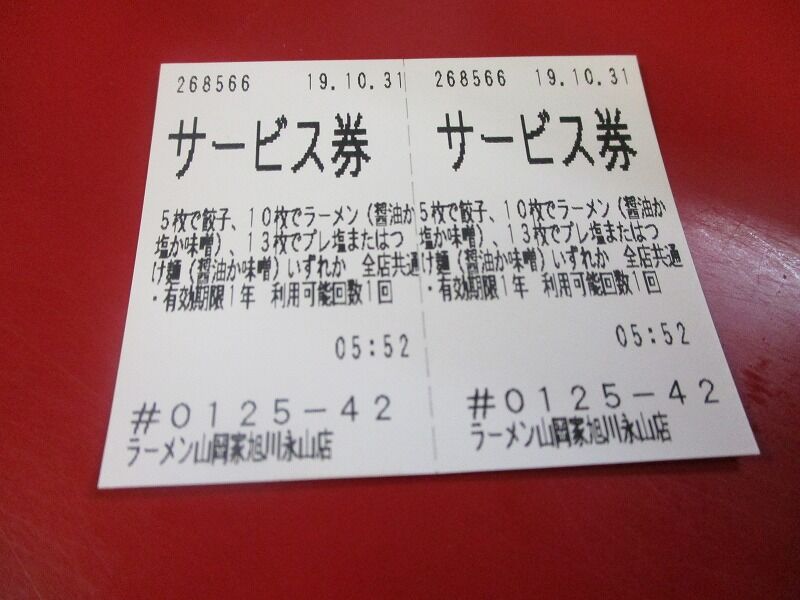 268566 19.10.31
サービス券
5枚で餃子、10枚でラーメン(醤油か
塩か味噌)、13枚でプレ塩またはつ
け麺(醤油か味噌)いずれか 全店共通
・有効期限1年 利用可能回数1回
05:52
#0125-42
ラーメン山岡家旭川永山店
268566 19.10.31
サービス券
5枚で餃子、10枚でラーメン(醤油か
塩か味噌)、13枚でプレ塩またはつ
け麺(醤油か味噌)いずれか 全店共通
・有効期限1年 利用可能回数1回
05:52
#0125-42
ラーメン山岡家旭川永山店